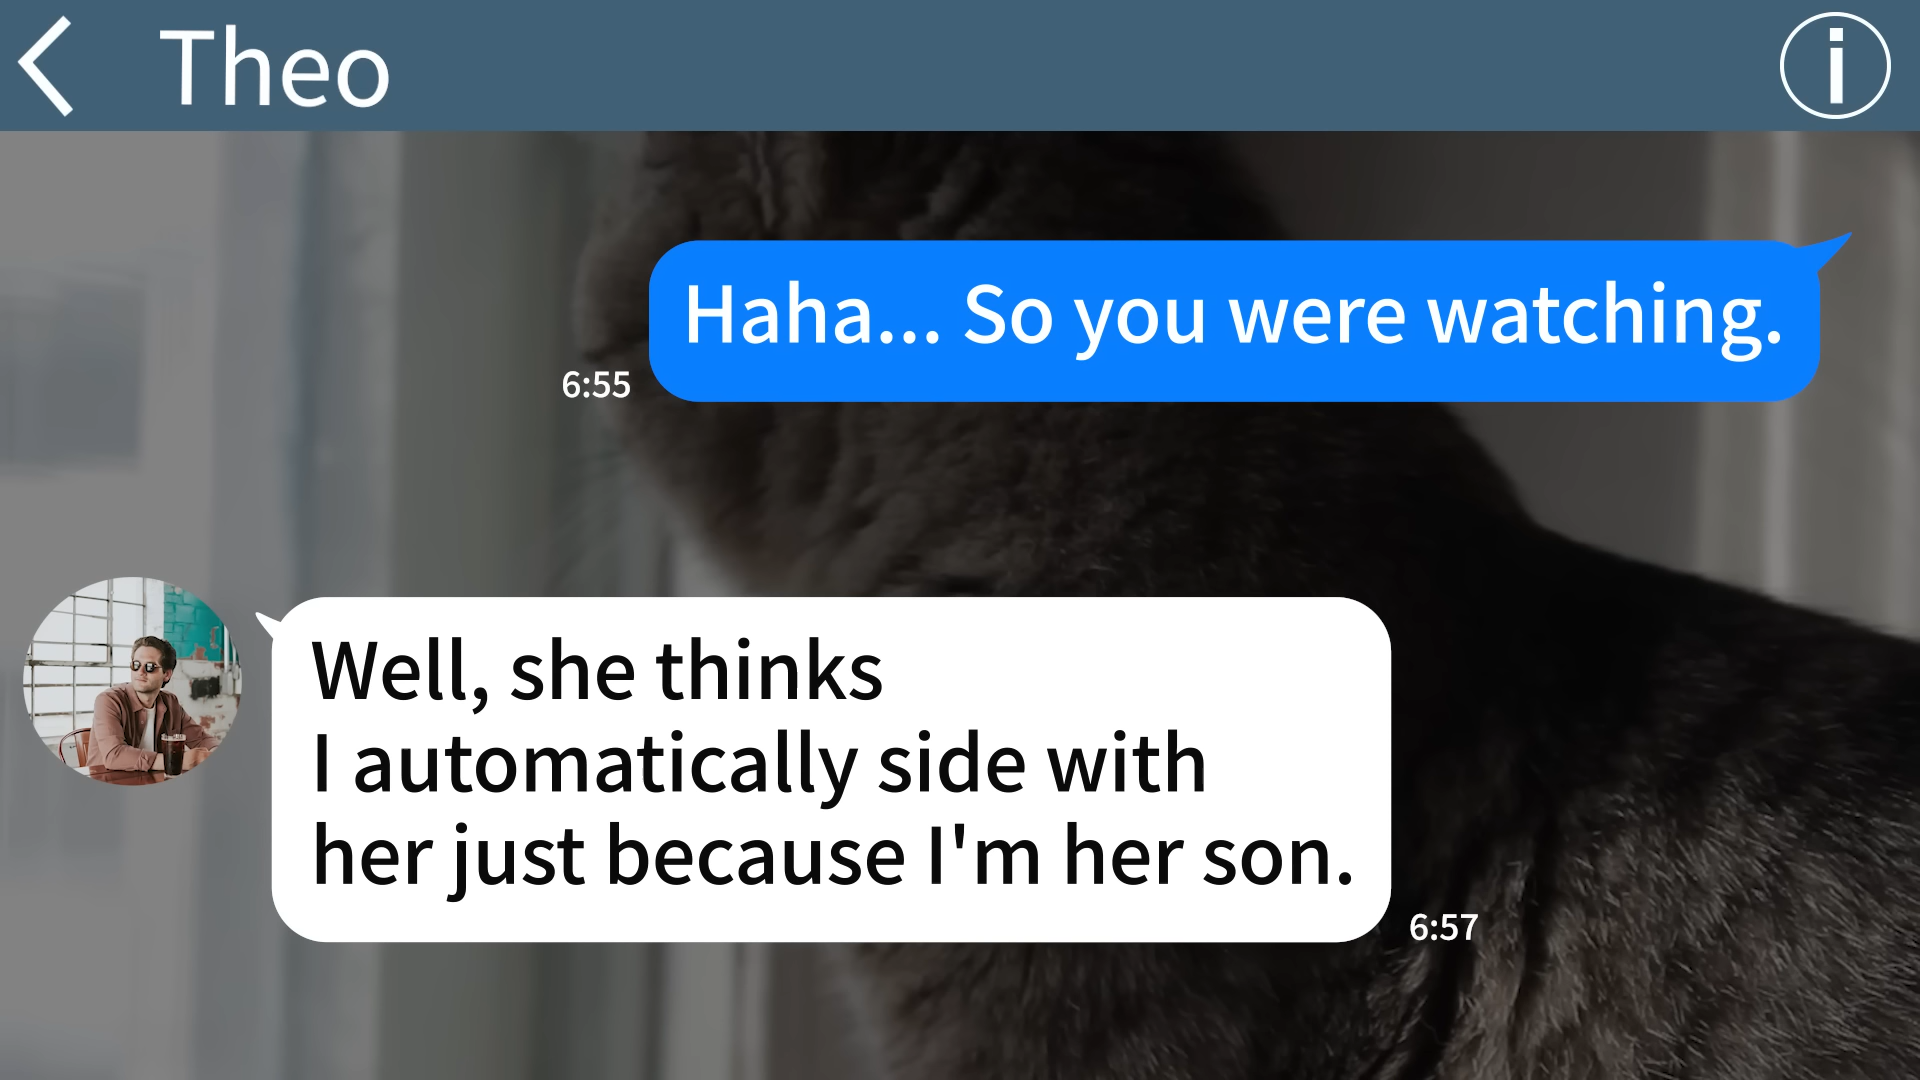 Theo
Haha... So you were watching.
6:55
Well, she thinks
I automatically side with
her just because I'm her son.
6:57